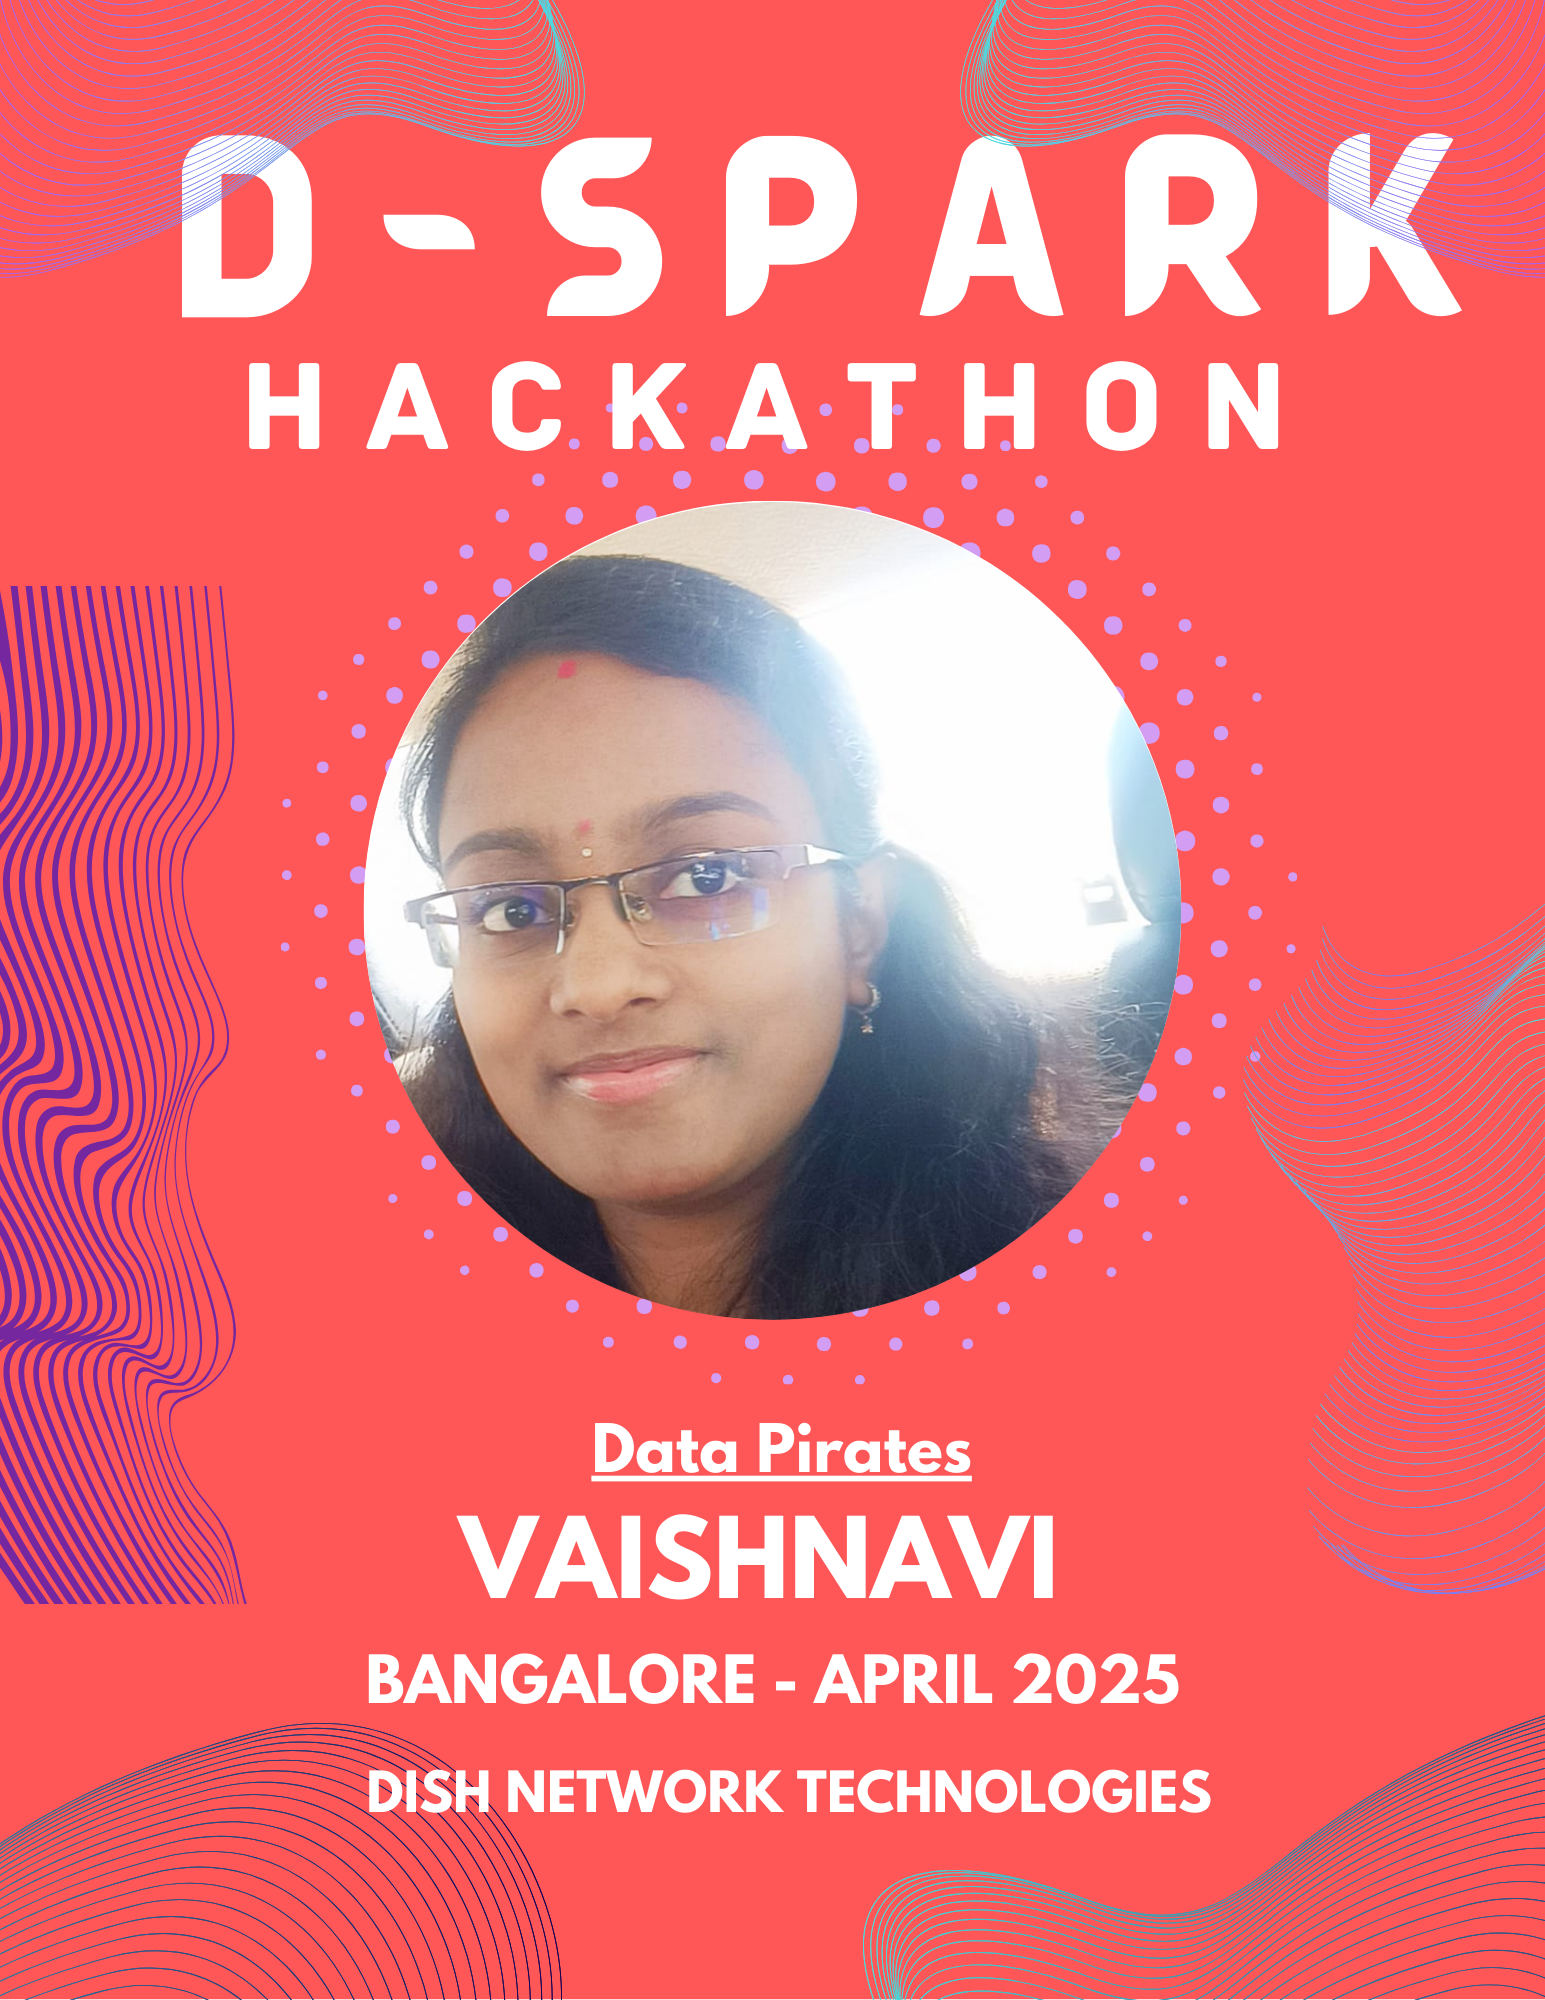 D-SPARK
HACKATHON
Data Pirates
VAISHNAVI
BANGALORE - APRIL 2025
DISH NETWORK TECHNOLOGIES